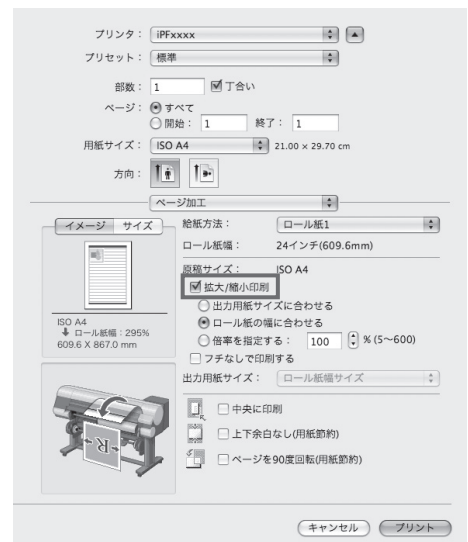 プリンタ： iPFxxxx
プリセット： 標準
部数： 1 丁合い
ページ： すべて
開始： 1 終了： 1
用紙サイズ： ISO A4 21.00 × 29.70 cm
方向：
ページ加工
イメージ サイズ
給紙方法： ロール紙1
ロール紙幅： 24インチ(609.6mm)
原稿サイズ： ISO A4
拡大/縮小印刷
出力用紙サイズに合わせる
ロール紙の幅に合わせる
倍率を指定する： 100 % (5〜600)
フチなしで印刷する
出力用紙サイズ： ロール紙幅サイズ
ISO A4
ロール紙幅：295%
609.6 X 867.0 mm
R
中央に印刷
上下余白なし(用紙節約)
ページを90度回転(用紙節約)
キャンセル プリント